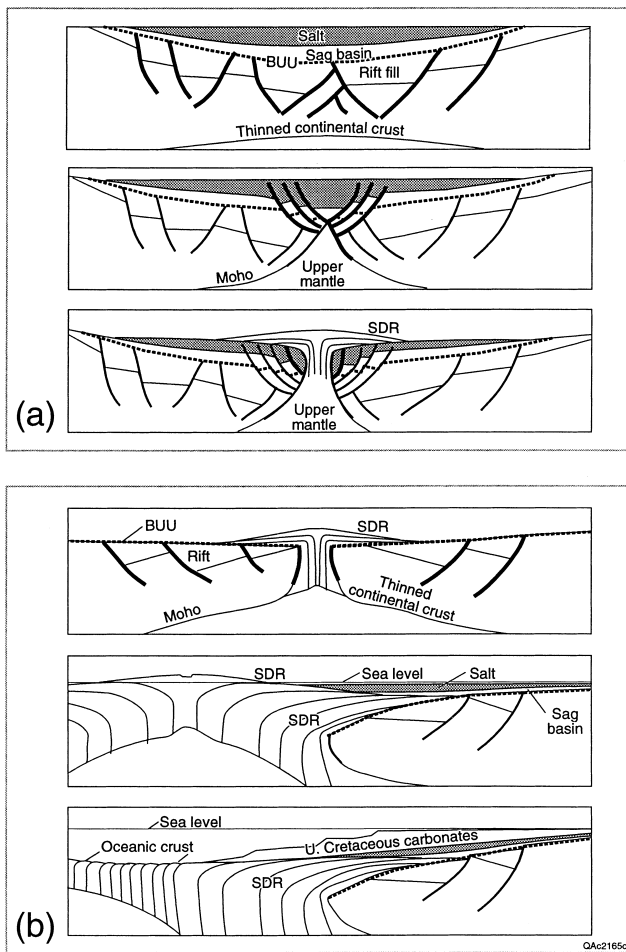 Salt
Sag basin
BUU
Rift fill
Thinned continental crust
Moho
Upper
mantle
SDR
Upper
mantle
(a)
BUU
SDR
Rift
Moho
Thinned
continental crust
SDR
Sea level
Salt
SDR
Sag
basin
Sea level
Oceanic crust
U. Cretaceous carbonates
SDR
(b)
QAc2165c